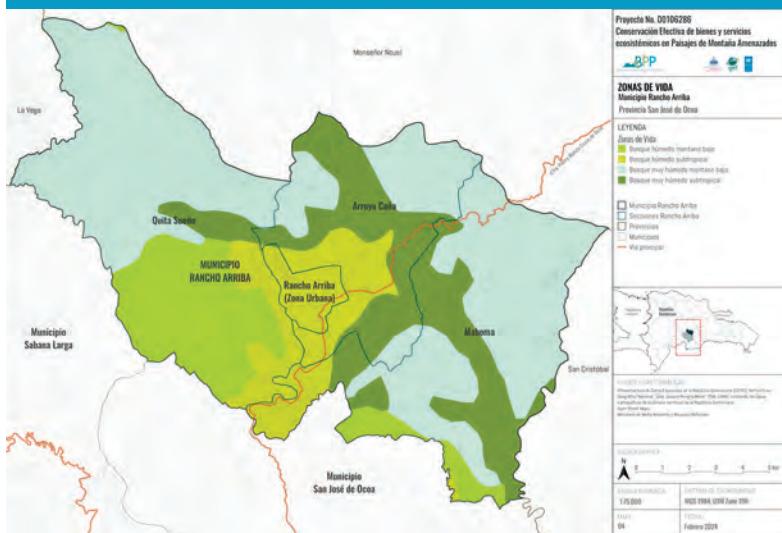 Monseñor Nouel
La Vega
Quita Sueño
Arroyo Caña
MUNICIPIO
RANCHO ARRIBA
Rancho Arriba
(Zona Urbana)
Mahoma
Municipio
Sabana Larga
San Cristóbal
Municipio
San José de Ocoa
Proyecto No. 00106286
Conservación Efectiva de bienes y servicios
ecosistémicos en Paisajes de Montaña Amenazados
BPP
ZONAS DE VIDA
Municipio Rancho Arriba
Provincia San José de Ocoa
LEYENDA
Zonas de Vida
Bosque húmedo montano bajo
Bosque húmedo subtropical
Bosque muy húmedo montano bajo
Bosque muy húmedo subtropical
Municipio Rancho Arriba
Secciones Rancho Arriba
Provincias
Municipios
N
0 1 2 3 4 5 km
1:75,000
WGS 1984, UTM Zone 19N
04
Febrero 2024